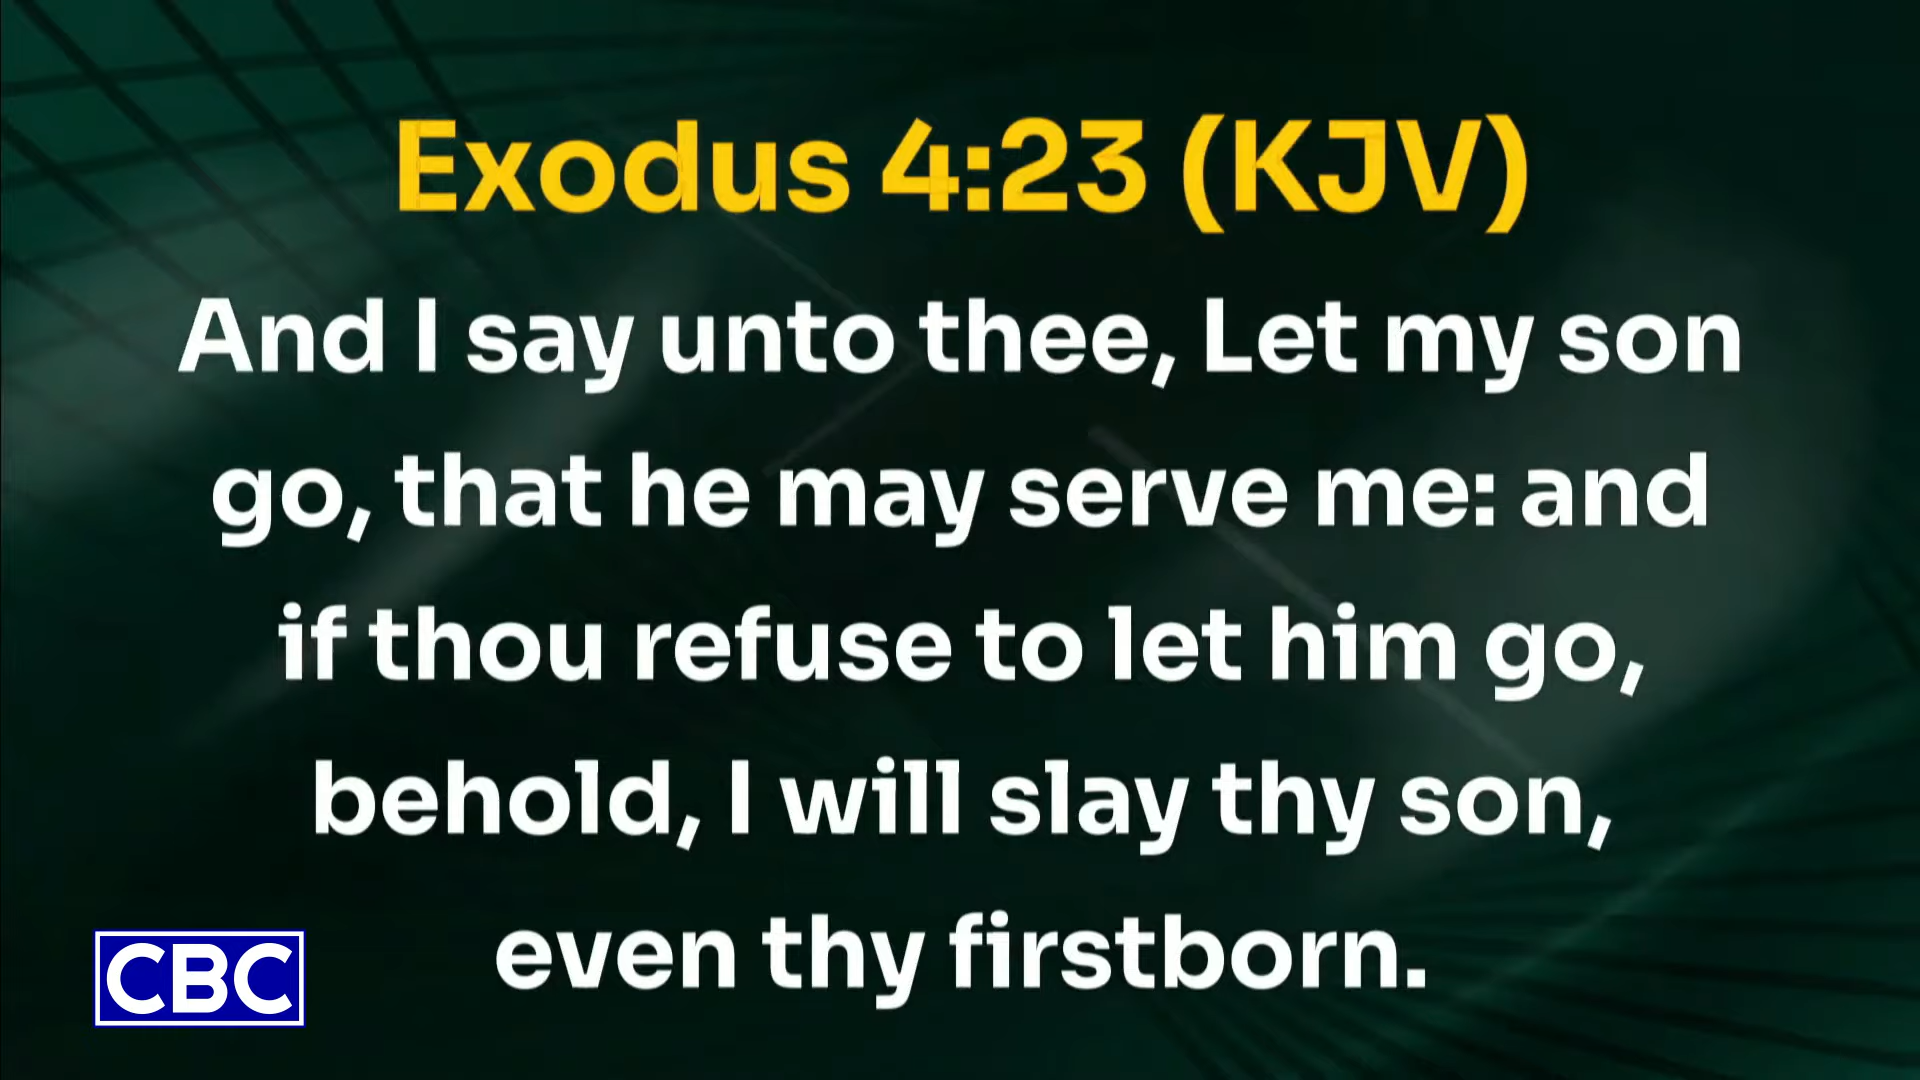 Exodus 4:23 (KJV)
And I say unto thee, Let my son
go, that he may serve me: and
if thou refuse to let him go,
behold, I will slay thy son,
even thy firstborn.
CBC